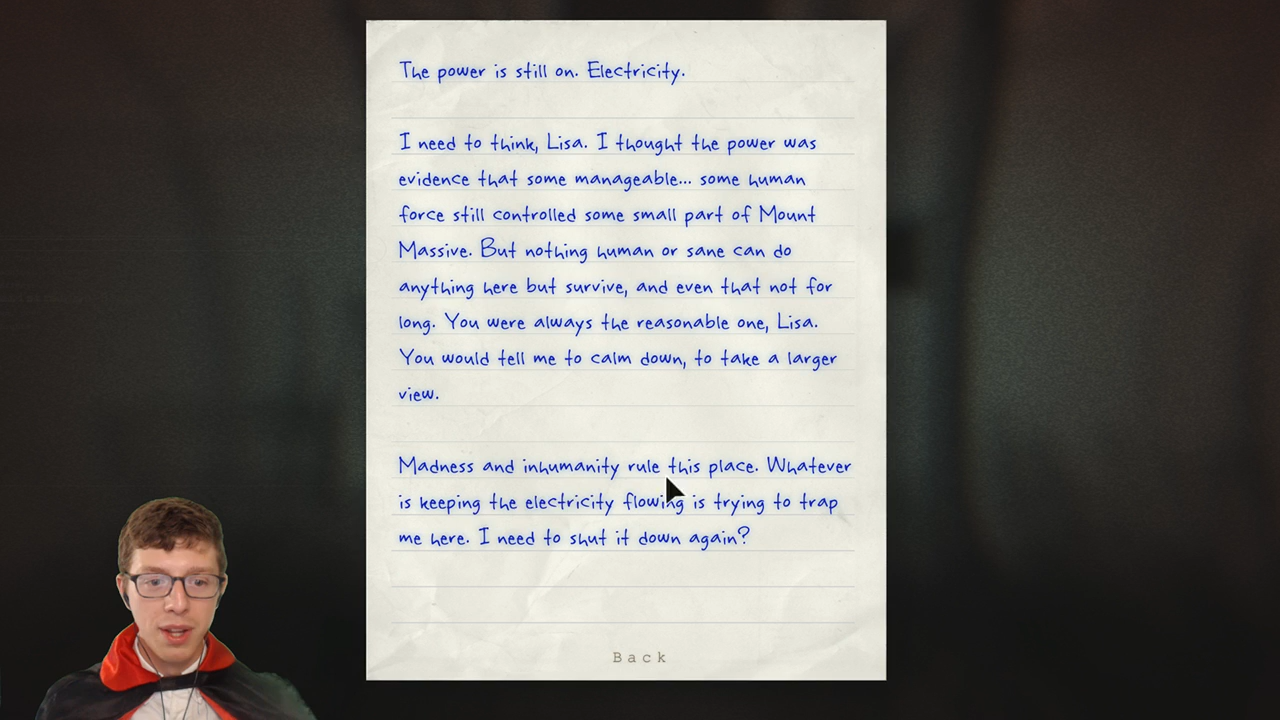 The power is still on. Electricity.
I need to think, Lisa. I thought the power was
evidence that some manageable... some human
force still controlled some small part of Mount
Massive. But nothing human or sane can do
anything here but survive, and even that not for
long. You were always the reasonable one, Lisa.
You would tell me to calm down, to take a larger
view.
Madness and inhumanity rule this place. Whatever
is keeping the electricity flowing is trying to trap
me here. I need to shut it down again?
Back